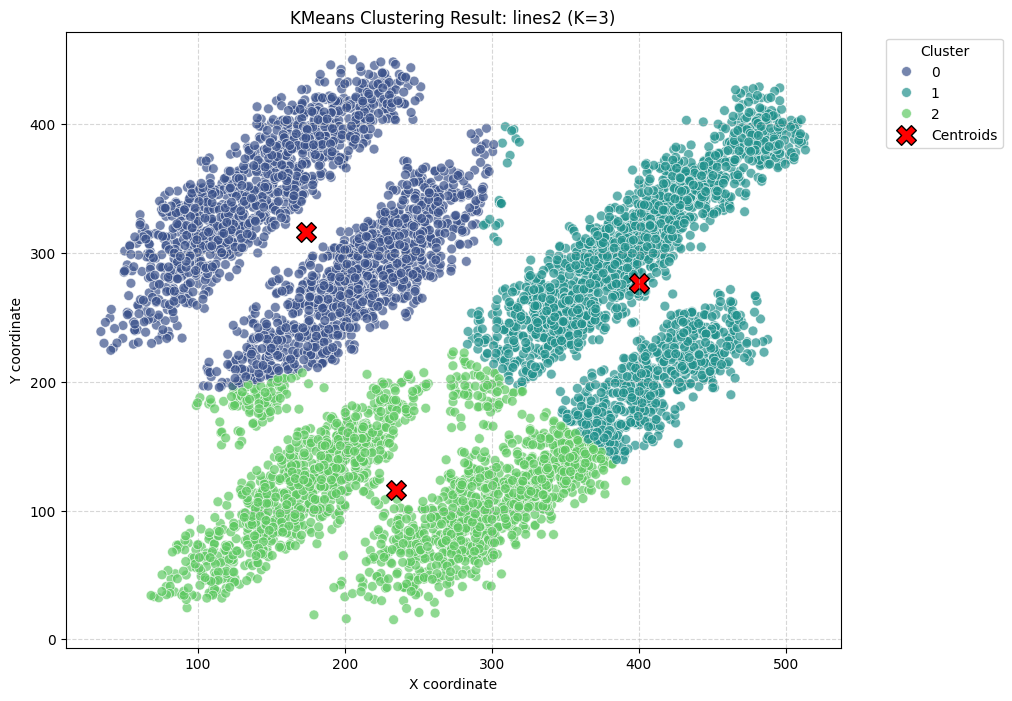 KMeans Clustering Result: lines2 (K=3)
Cluster
0
1
2
Centroids
Y coordinate
400
300
200
100
0
100 200 300 400 500
X coordinate